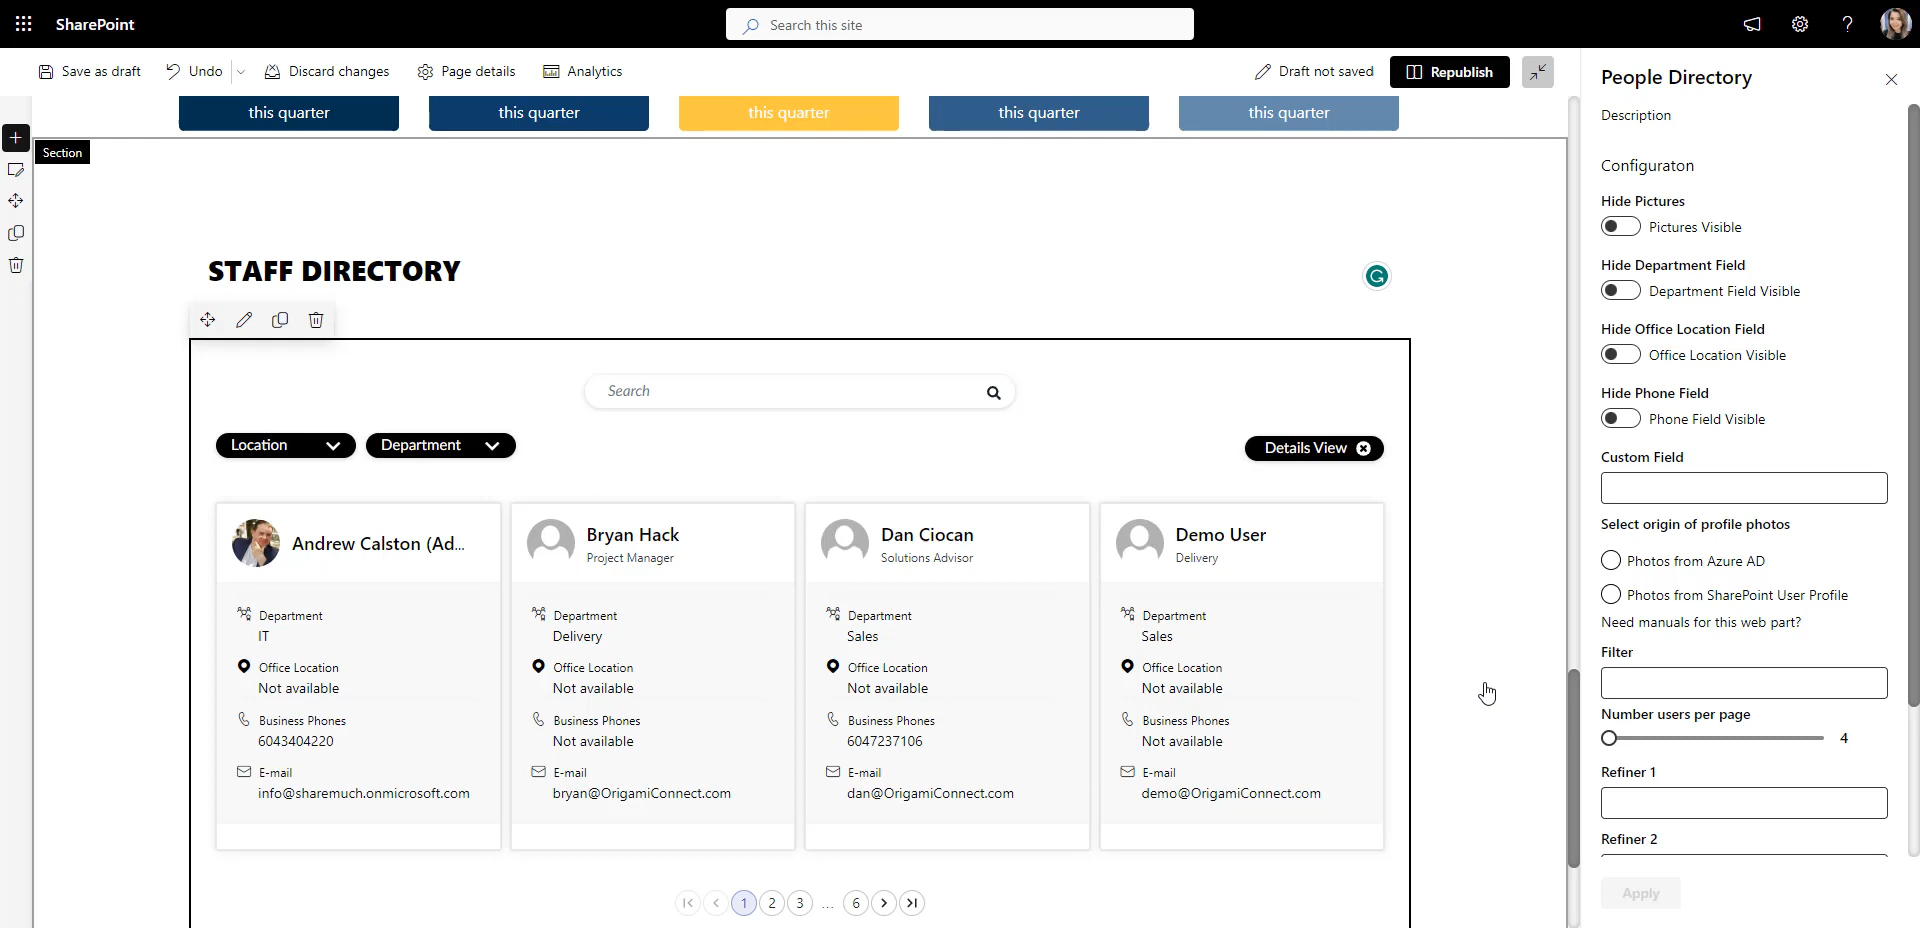 SharePoint
Search this site
Save as draft
Undo
Discard changes
Page details
Analytics
Draft not saved
Republish
this quarter
this quarter
this quarter
this quarter
this quarter
Section
STAFF DIRECTORY
Search
Location
Department
Details View
Andrew Calston (Ad...
Department
IT
Office Location
Not available
Business Phones
6043404220
E-mail
info@sharemuch.onmicrosoft.com
Bryan Hack
Project Manager
Department
Delivery
Office Location
Not available
Business Phones
Not available
E-mail
bryan@OrigamiConnect.com
Dan Ciocan
Solutions Advisor
Department
Sales
Office Location
Not available
Business Phones
6047237106
E-mail
dan@OrigamiConnect.com
Demo User
Delivery
Department
Sales
Office Location
Not available
Business Phones
Not available
E-mail
demo@OrigamiConnect.com
1 2 3 ... 6
People Directory
Description
Configuraton
Hide Pictures
Pictures Visible
Hide Department Field
Department Field Visible
Hide Office Location Field
Office Location Visible
Hide Phone Field
Phone Field Visible
Custom Field
Select origin of profile photos
Photos from Azure AD
Photos from SharePoint User Profile
Need manuals for this web part?
Filter
Number users per page
4
Refiner 1
Refiner 2
Apply